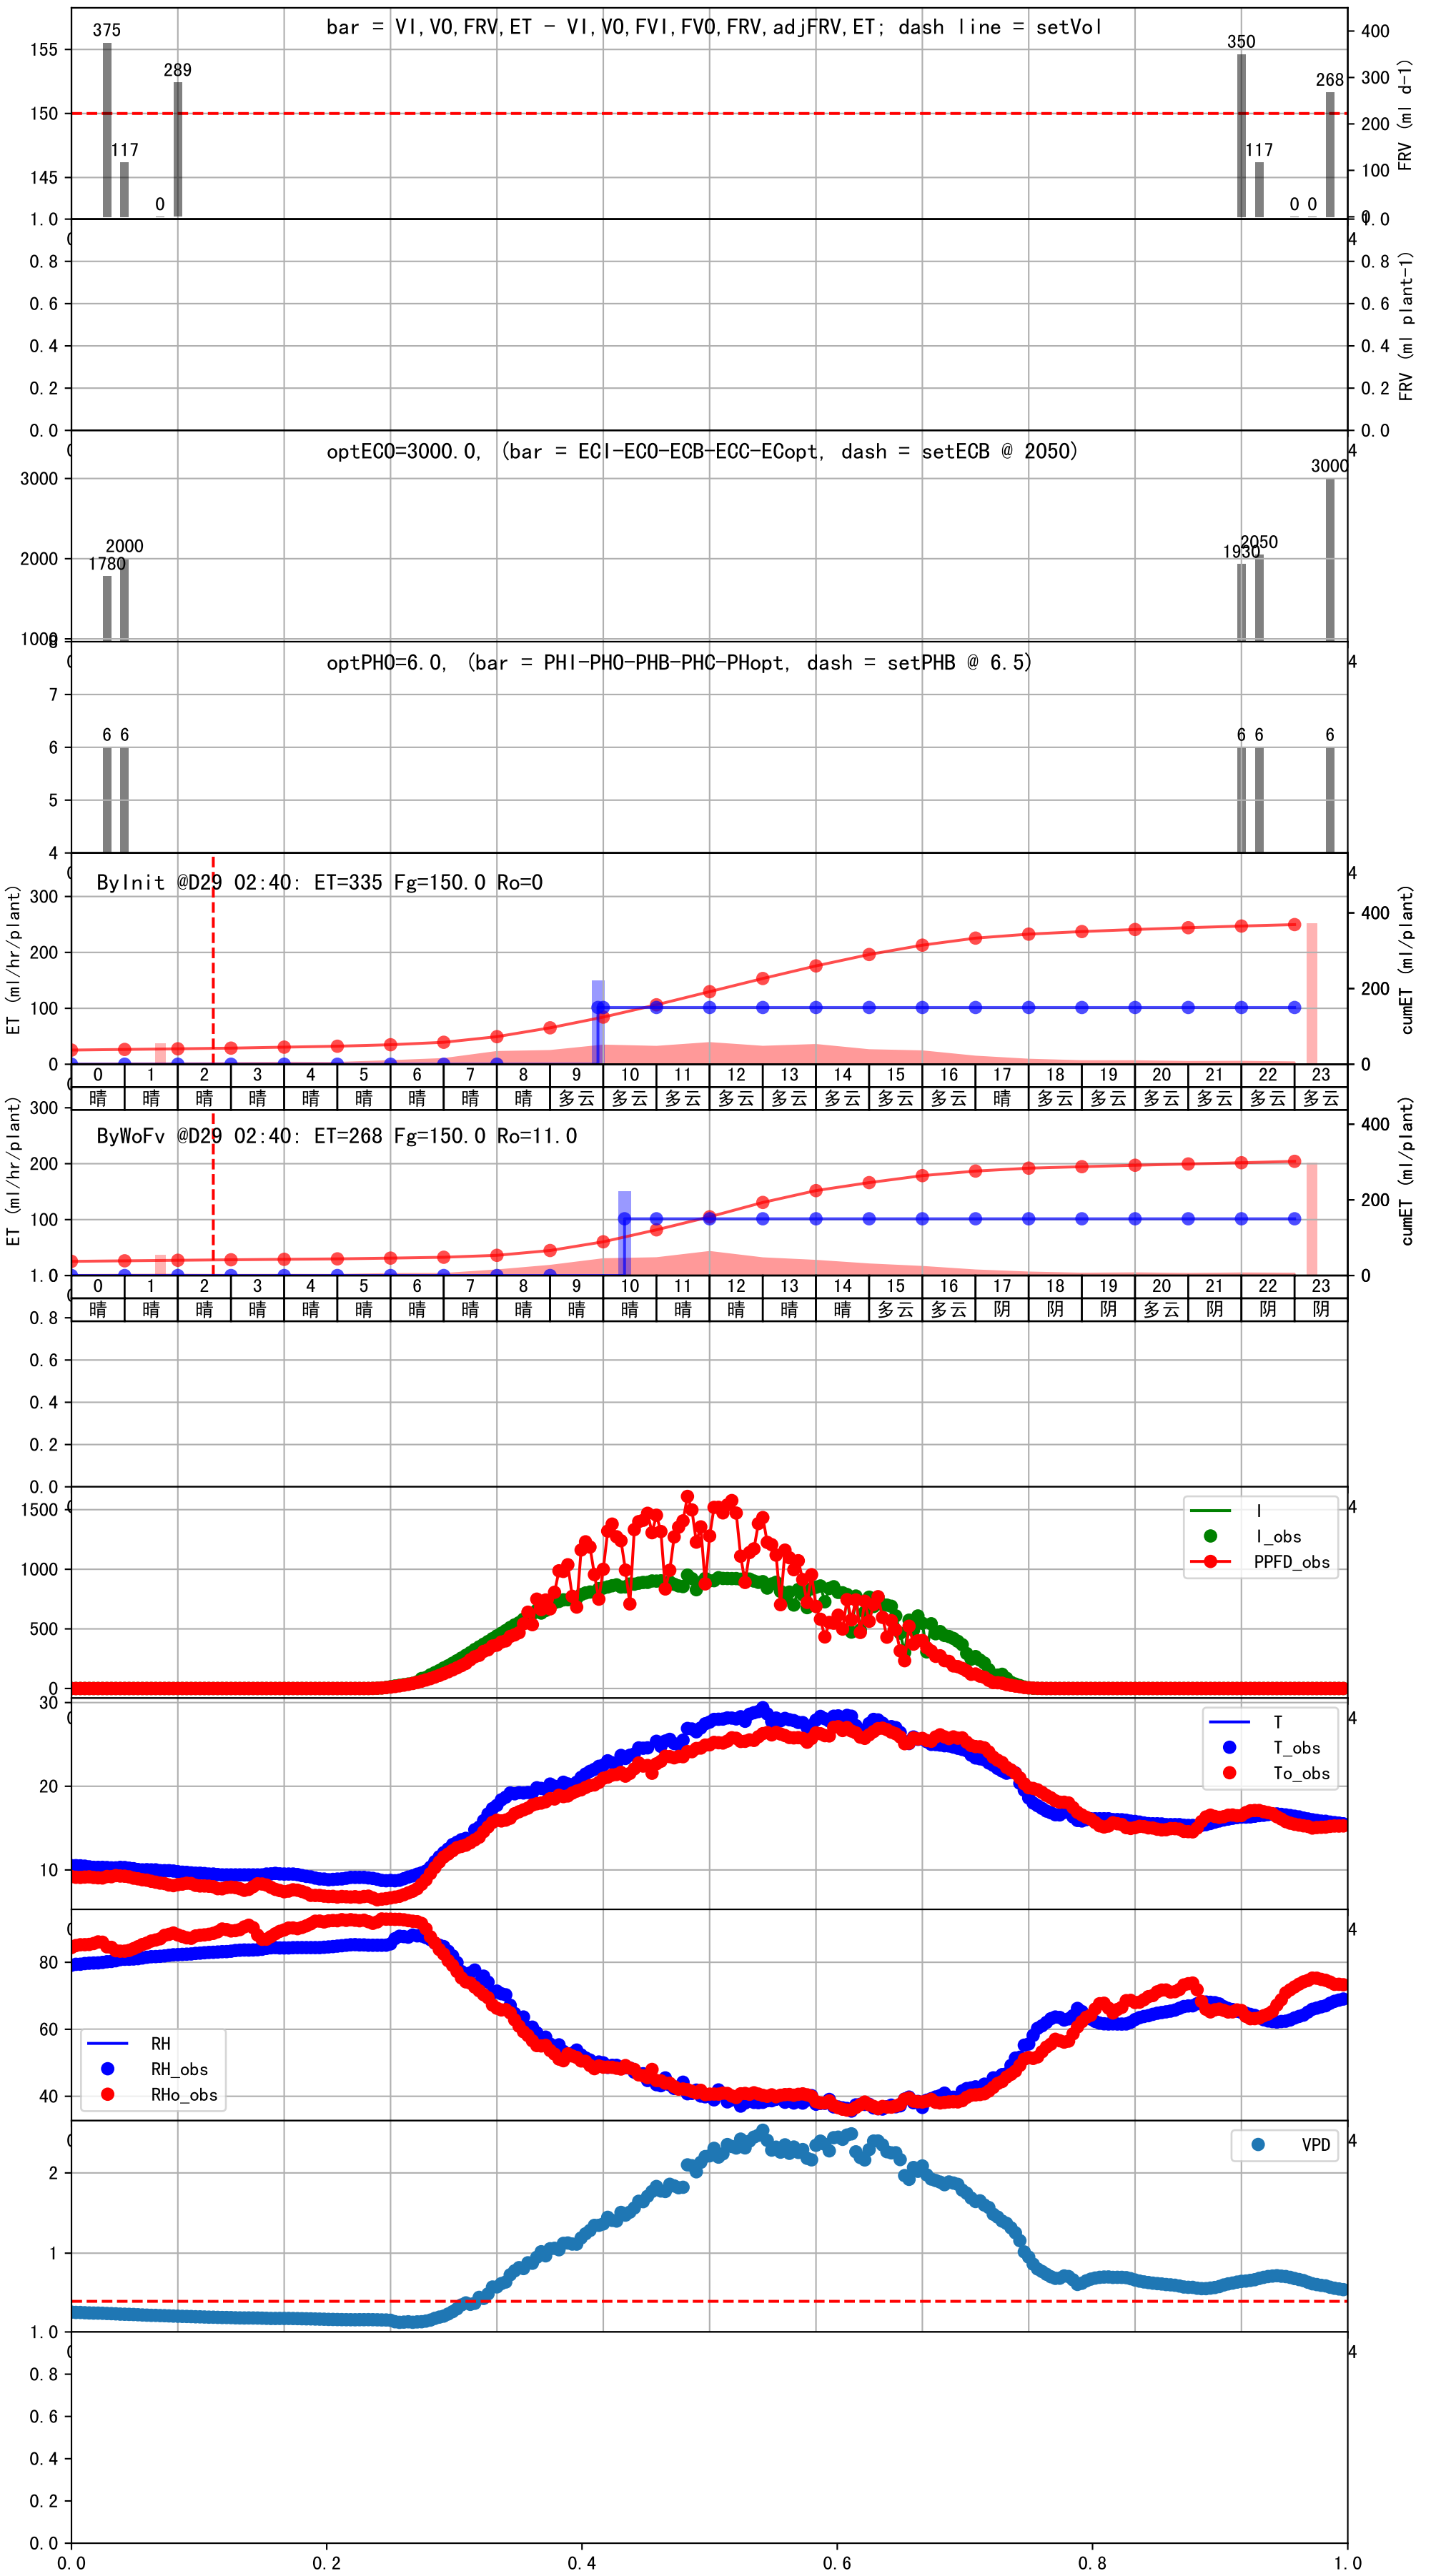 bar = VI,VO,FRV,ET - VI,VO,FVI,FVO,FRV,adjFRV,ET; dash line = setVol
375 117 0 289 350 117 0 0 268
155 150 145
400 300 200 100 0
FRV (ml d-1)
1.0 0.8 0.6 0.4 0.2 0.0
1.0 0.8 0.6 0.4 0.2 0.0
FRV (ml plant-1)
optECO=3000.0, (bar = ECI-ECO-ECB-ECC-ECopt, dash = setECB @ 2050)
3000 2000 1000
1780 2000 1930 2050 3000
optPHO=6.0, (bar = PHI-PHO-PHB-PHC-PHopt, dash = setPHB @ 6.5)
8 7 6 5 4
6 6 6 6 6
ByInit @D29 02:40: ET=335 Fg=150.0 Ro=0
ET (ml/hr/plant)
300 200 100 0
400 200 0
cumET (ml/plant)
0 1 2 3 4 5 6 7 8 9 10 11 12 13 14 15 16 17 18 19 20 21 22 23
晴 晴 晴 晴 晴 晴 晴 晴 晴 多云 多云 多云 多云 多云 多云 多云 多云 晴 多云 多云 多云 多云 多云 多云
ByWoFv @D29 02:40: ET=268 Fg=150.0 Ro=11.0
ET (ml/hr/plant)
300 200 100
400 200 0
cumET (ml/plant)
0 1 2 3 4 5 6 7 8 9 10 11 12 13 14 15 16 17 18 19 20 21 22 23
晴 晴 晴 晴 晴 晴 晴 晴 晴 晴 晴 晴 晴 晴 晴 多云 多云 阴 阴 阴 多云 阴 阴 阴
1.0 0.8 0.6 0.4 0.2 0.0
1500 1000 500 0
I
I_obs
PPFD_obs
30 20 10
T
T_obs
To_obs
80 60 40
RH
RH_obs
RHo_obs
2 1
VPD
1.0 0.8 0.6 0.4 0.2 0.0
0.0 0.2 0.4 0.6 0.8 1.0